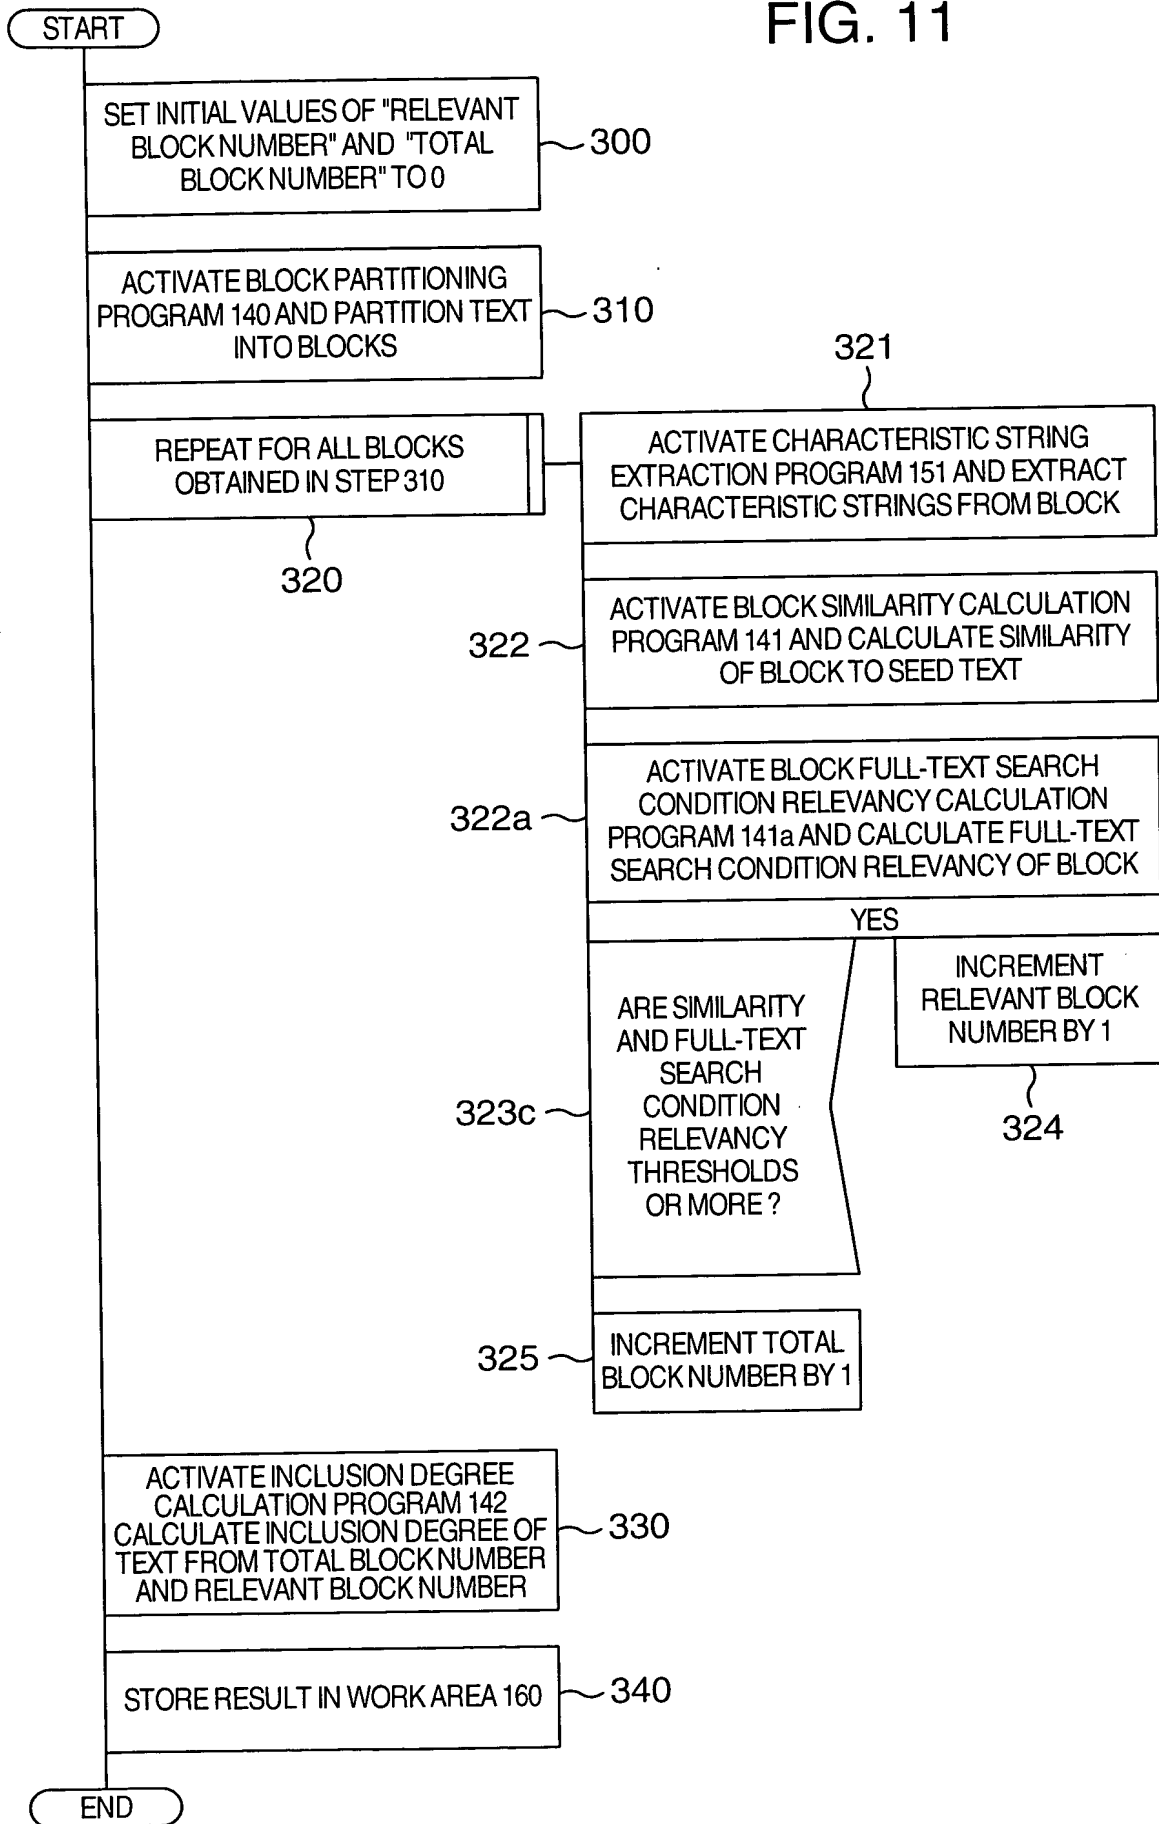 START
FIG. 11
SET INITIAL VALUES OF "RELEVANT
BLOCK NUMBER" AND "TOTAL
BLOCK NUMBER" TO 0
300
ACTIVATE BLOCK PARTITIONING
PROGRAM 140 AND PARTITION TEXT
INTO BLOCKS
310
REPEAT FOR ALL BLOCKS
OBTAINED IN STEP 310
320
321
ACTIVATE CHARACTERISTIC STRING
EXTRACTION PROGRAM 151 AND EXTRACT
CHARACTERISTIC STRINGS FROM BLOCK
322
ACTIVATE BLOCK SIMILARITY CALCULATION
PROGRAM 141 AND CALCULATE SIMILARITY
OF BLOCK TO SEED TEXT
322a
ACTIVATE BLOCK FULL-TEXT SEARCH
CONDITION RELEVANCY CALCULATION
PROGRAM 141a AND CALCULATE FULL-TEXT
SEARCH CONDITION RELEVANCY OF BLOCK
YES
323c
ARE SIMILARITY
AND FULL-TEXT
SEARCH
CONDITION
RELEVANCY
THRESHOLDS
OR MORE ?
INCREMENT
RELEVANT BLOCK
NUMBER BY 1
324
325
INCREMENT TOTAL
BLOCK NUMBER BY 1
ACTIVATE INCLUSION DEGREE
CALCULATION PROGRAM 142
CALCULATE INCLUSION DEGREE OF
TEXT FROM TOTAL BLOCK NUMBER
AND RELEVANT BLOCK NUMBER
330
STORE RESULT IN WORK AREA 160
340
END